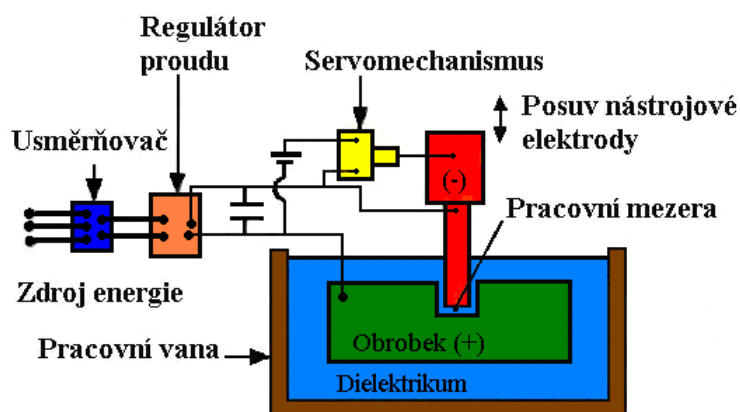 Regulátor
proudu
Servomechanismus
Posuv nástrojové
elektrody
Usměrňovač
(-)
Pracovní mezera
Zdroj energie
Pracovní vana
Obrobek (+)
Dielektrikum